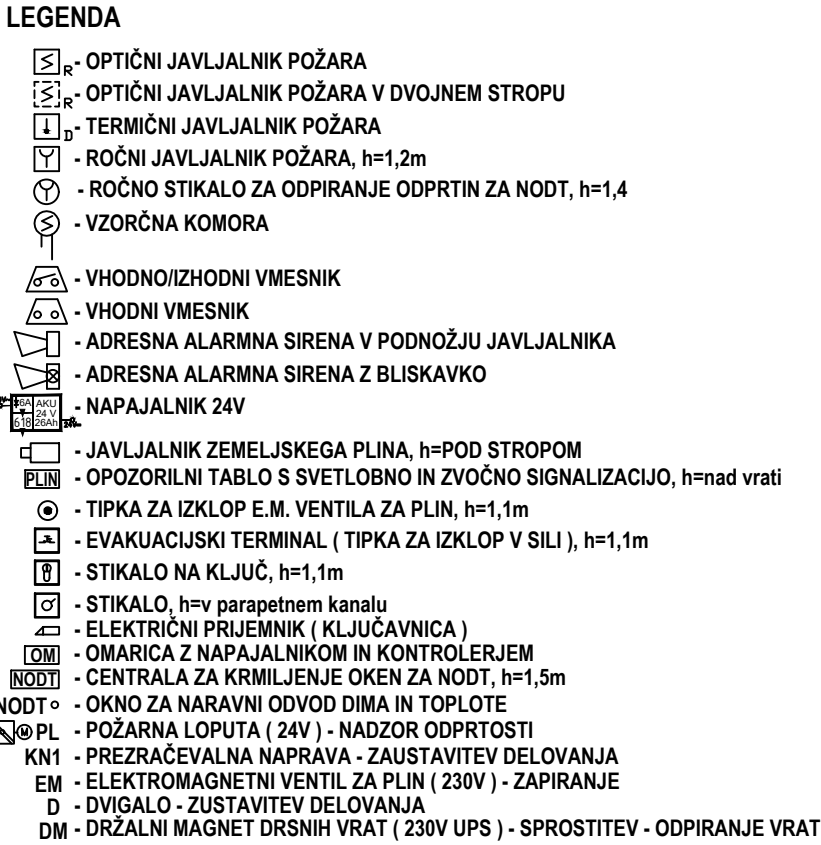 LEGENDA
R - OPTIČNI JAVLJALNIK POŽARA
R - OPTIČNI JAVLJALNIK POŽARA V DVOJNEM STROPU
D - TERMIČNI JAVLJALNIK POŽARA
- ROČNI JAVLJALNIK POŽARA, h=1,2m
- ROČNO STIKALO ZA ODPIRANJE ODPRTIN ZA NODT, h=1,4
- VZORČNA KOMORA
- VHODNO/IZHODNI VMESNIK
- VHODNI VMESNIK
- ADRESNA ALARMNA SIRENA V PODNOŽJU JAVLJALNIKA
- ADRESNA ALARMNA SIRENA Z BLISKAVKO
6A AKU 24 V 618 26Ah - NAPAJALNIK 24V
- JAVLJALNIK ZEMELJSKEGA PLINA, h=POD STROPOM
PLIN - OPOZORILNI TABLO S SVETLOBNO IN ZVOČNO SIGNALIZACIJO, h=nad vrati
- TIPKA ZA IZKLOP E.M. VENTILA ZA PLIN, h=1,1m
- EVAKUACIJSKI TERMINAL ( TIPKA ZA IZKLOP V SILI ), h=1,1m
- STIKALO NA KLJUČ, h=1,1m
- STIKALO, h=v parapetnem kanalu
- ELEKTRIČNI PRIJEMNIK ( KLJUČAVNICA )
OM - OMARICA Z NAPAJALNIKOM IN KONTROLERJEM
NODT - CENTRALA ZA KRMILJENJE OKEN ZA NODT, h=1,5m
NODT - OKNO ZA NARAVNI ODVOD DIMA IN TOPLOTE
M PL - POŽARNA LOPUTA ( 24V ) - NADZOR ODPRTOSTI
KN1 - PREZRAČEVALNA NAPRAVA - ZAUSTAVITEV DELOVANJA
EM - ELEKTROMAGNETNI VENTIL ZA PLIN ( 230V ) - ZAPIRANJE
D - DVIGALO - ZUSTAVITEV DELOVANJA
DM - DRŽALNI MAGNET DRSNIH VRAT ( 230V UPS ) - SPROSTITEV - ODPIRANJE VRAT